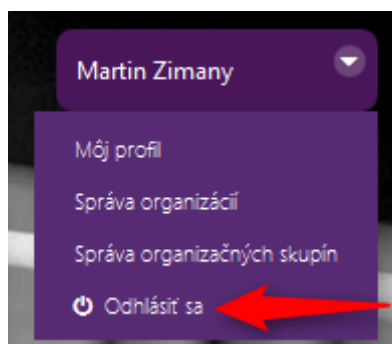 Martin Zimany
Môj profil
Správa organizácií
Správa organizačných skupín
Odhlásiť sa